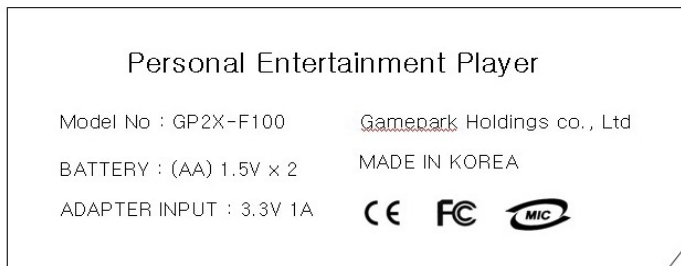 Personal Entertainment Player
Model No : GP2X-F100
BATTERY : (AA) 1.5V x 2
ADAPTER INPUT : 3.3V 1A
Gamepark Holdings co., Ltd
MADE IN KOREA
CE FC MIC